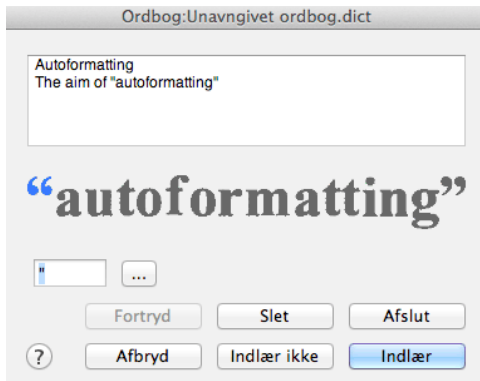 Ordbog:Unavngivet ordbog.dict
Autoformatting
The aim of "autoformatting"
“autoformatting”
"
...
Fortryd
Slet
Afslut
?
Afbryd
Indlær ikke
Indlær